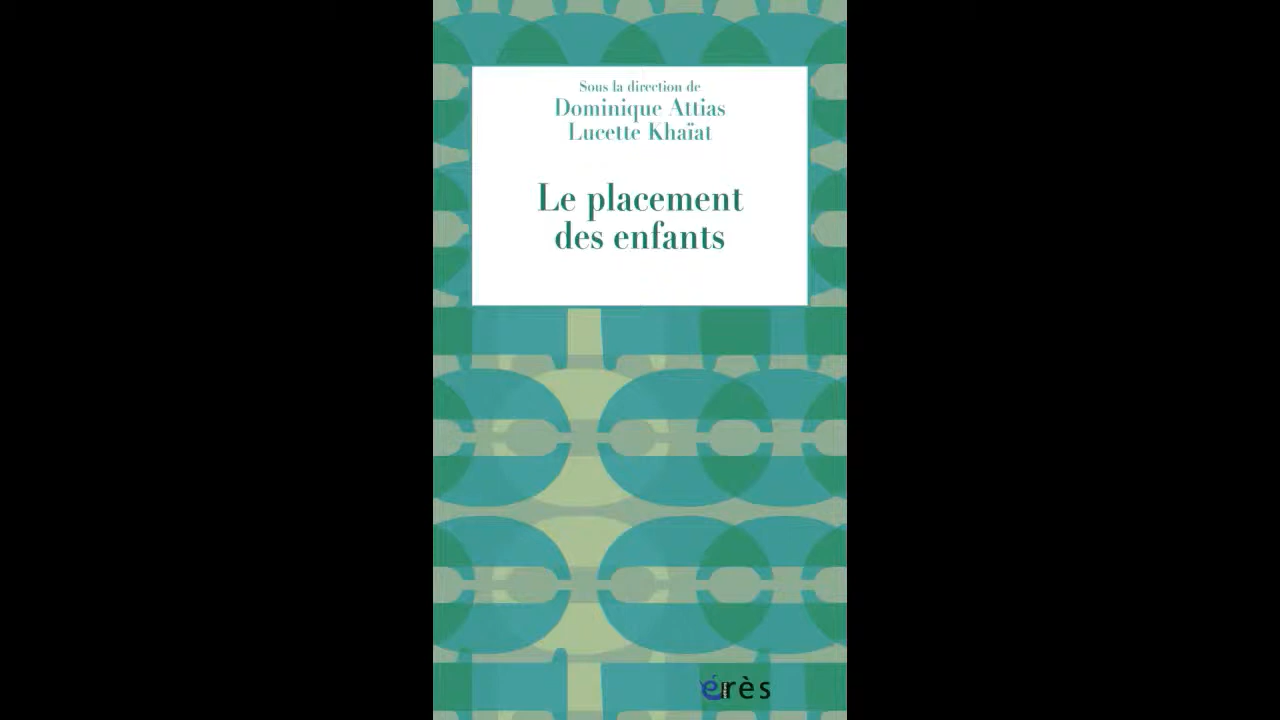 Sous la direction de
Dominique Attias
Lucette Khaïat
Le placement
des enfants
érès